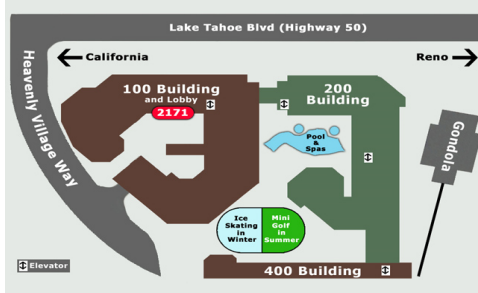 Lake Tahoe Blvd (Highway 50)
California
Reno
Heavenly Village Way
100 Building
and Lobby
2171
200
Building
Gondola
Pool
&
Spas
Ice
Skating
in
Winter
Mini
Golf
in
Summer
Elevator
400 Building